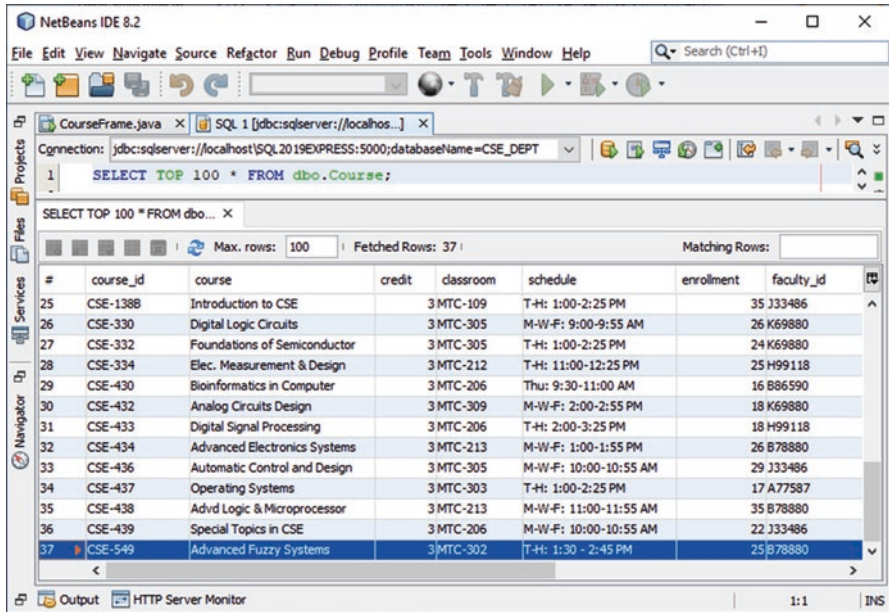 NetBeans IDE 8.2
File Edit View Navigate Source Refactor Run Debug Profile Team Tools Window Help
Search (Ctrl+I)
CourseFrame.java X SQL 1 [jdbc:sqlserver://localhos...] X
Connection: jdbc:sqlserver://localhost\SQL2019EXPRESS:5000;databaseName=CSE_DEPT
1 SELECT TOP 100 * FROM dbo.Course;
SELECT TOP 100 * FROM dbo... X
Max. rows: 100 Fetched Rows: 37 Matching Rows:
# course_id course credit classroom schedule enrollment faculty_id
25 CSE-138B Introduction to CSE 3 MTC-109 T-H: 1:00-2:25 PM 35 J33486
26 CSE-330 Digital Logic Circuits 3 MTC-305 M-W-F: 9:00-9:55 AM 26 K69880
27 CSE-332 Foundations of Semiconductor 3 MTC-305 T-H: 1:00-2:25 PM 24 K69880
28 CSE-334 Elec. Measurement & Design 3 MTC-212 T-H: 11:00-12:25 PM 25 H99118
29 CSE-430 Bioinformatics in Computer 3 MTC-206 Thu: 9:30-11:00 AM 16 B86590
30 CSE-432 Analog Circuits Design 3 MTC-309 M-W-F: 2:00-2:55 PM 18 K69880
31 CSE-433 Digital Signal Processing 3 MTC-206 T-H: 2:00-3:25 PM 18 H99118
32 CSE-434 Advanced Electronics Systems 3 MTC-213 M-W-F: 1:00-1:55 PM 26 B78880
33 CSE-436 Automatic Control and Design 3 MTC-305 M-W-F: 10:00-10:55 AM 29 J33486
34 CSE-437 Operating Systems 3 MTC-303 T-H: 1:00-2:25 PM 17 A77587
35 CSE-438 Advd Logic & Microprocessor 3 MTC-213 M-W-F: 11:00-11:55 AM 35 B78880
36 CSE-439 Special Topics in CSE 3 MTC-206 M-W-F: 10:00-10:55 AM 22 J33486
37 CSE-549 Advanced Fuzzy Systems 3 MTC-302 T-H: 1:30 - 2:45 PM 25 B78880
Projects
Files
Services
Navigator
Output HTTP Server Monitor 1:1 INS